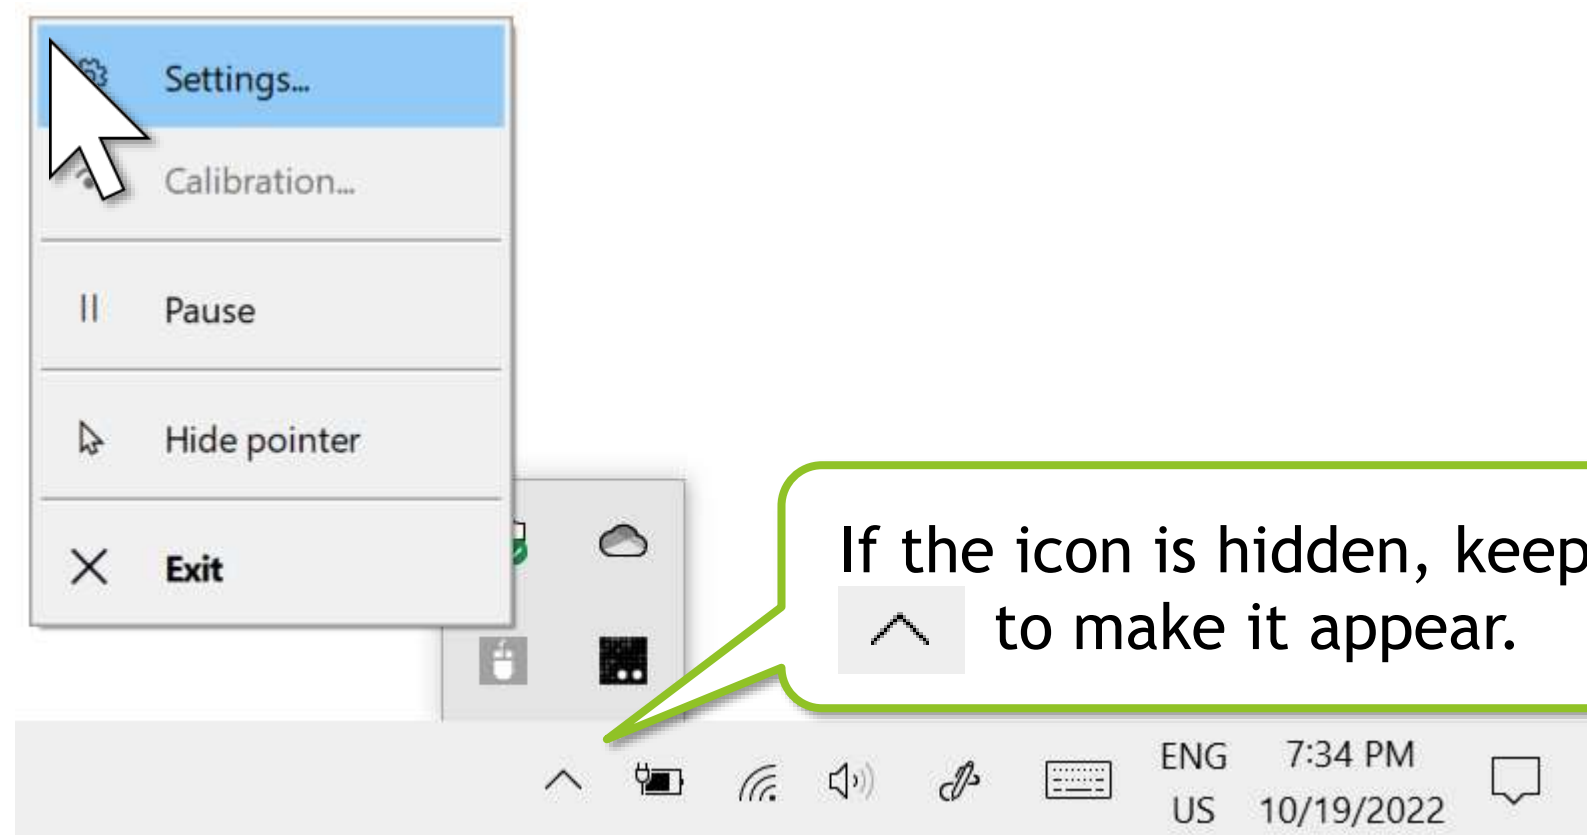 Settings...
Calibration...
Pause
Hide pointer
Exit
If the icon is hidden, keep
to make it appear.
ENG 7:34 PM
US 10/19/2022